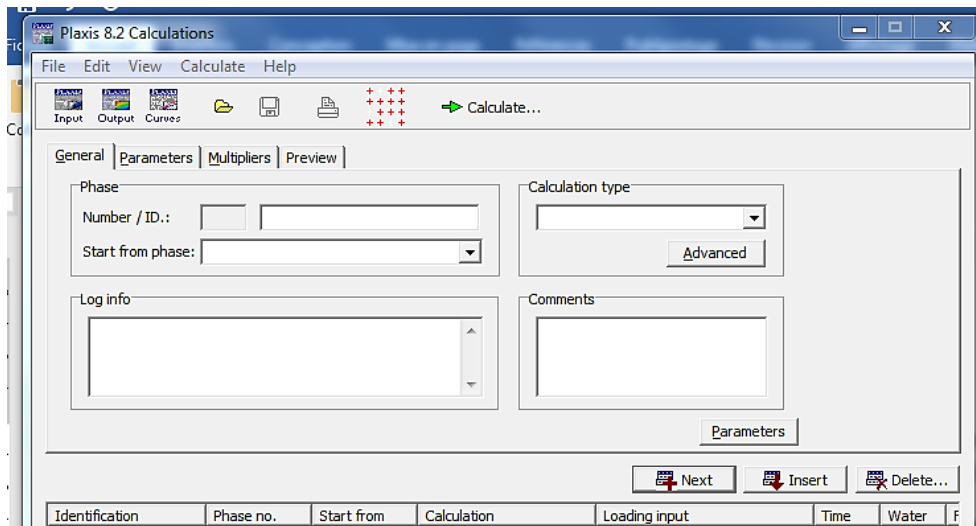 Plaxis 8.2 Calculations
File Edit View Calculate Help
Input Output Curves Calculate...
General Parameters Multipliers Preview
Phase
Number / ID.:
Start from phase:
Calculation type
Advanced
Log info
Comments
Parameters
Next Insert Delete...
Identification Phase no. Start from Calculation Loading input Time Water F